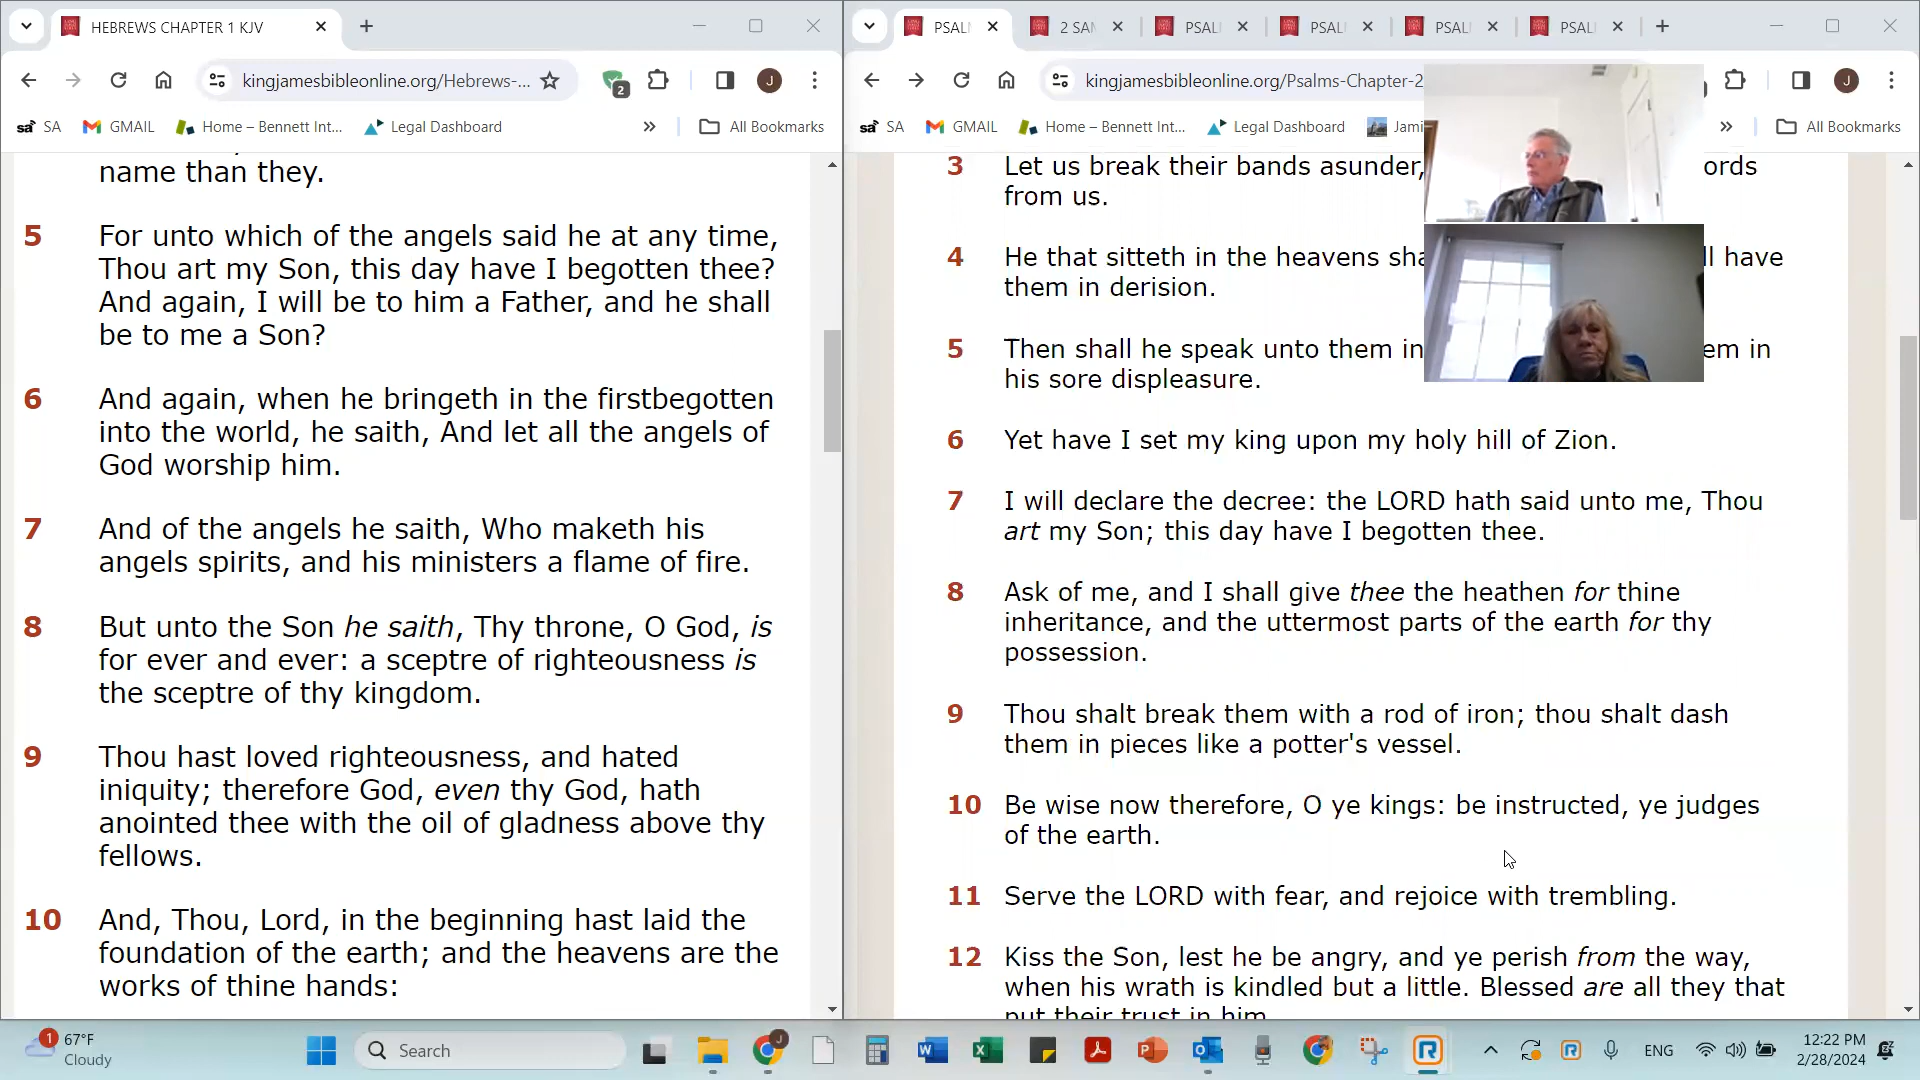 HEBREWS CHAPTER 1 KJV
kingjamesbibleonline.org/Hebrews-...
2
J
SA
GMAIL
Home – Bennett Int...
Legal Dashboard
»
All Bookmarks
name than they.
5 For unto which of the angels said he at any time,
Thou art my Son, this day have I begotten thee?
And again, I will be to him a Father, and he shall
be to me a Son?
6 And again, when he bringeth in the firstbegotten
into the world, he saith, And let all the angels of
God worship him.
7 And of the angels he saith, Who maketh his
angels spirits, and his ministers a flame of fire.
8 But unto the Son he saith, Thy throne, O God, is
for ever and ever: a sceptre of righteousness is
the sceptre of thy kingdom.
9 Thou hast loved righteousness, and hated
iniquity; therefore God, even thy God, hath
anointed thee with the oil of gladness above thy
fellows.
10 And, Thou, Lord, in the beginning hast laid the
foundation of the earth; and the heavens are the
works of thine hands:
PSAL
2 SAM
PSAL
PSAL
PSAL
PSAL
kingjamesbibleonline.org/Psalms-Chapter-2
J
SA
GMAIL
Home – Bennett Int...
Legal Dashboard
Jami
»
All Bookmarks
3 Let us break their bands asunder, ords
from us.
4 He that sitteth in the heavens sha ll have
them in derision.
5 Then shall he speak unto them in em in
his sore displeasure.
6 Yet have I set my king upon my holy hill of Zion.
7 I will declare the decree: the LORD hath said unto me, Thou
art my Son; this day have I begotten thee.
8 Ask of me, and I shall give thee the heathen for thine
inheritance, and the uttermost parts of the earth for thy
possession.
9 Thou shalt break them with a rod of iron; thou shalt dash
them in pieces like a potter's vessel.
10 Be wise now therefore, O ye kings: be instructed, ye judges
of the earth.
11 Serve the LORD with fear, and rejoice with trembling.
12 Kiss the Son, lest he be angry, and ye perish from the way,
when his wrath is kindled but a little. Blessed are all they that
put their trust in him.
1
67°F
Cloudy
Search
ENG
12:22 PM
2/28/2024